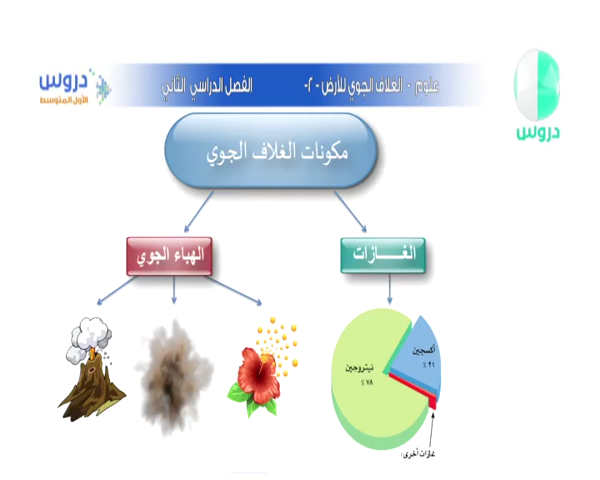 علوم - الغلاف الجوي للأرض -٢- الفصل الدراسي الثاني
دروس
الأول المتوسط
دروس
مكونات الغلاف الجوي
الغـــازات
الهباء الجوي
أكسجين
٢١ ٪
نيتروجين
٧٨ ٪
غازات أخرى: